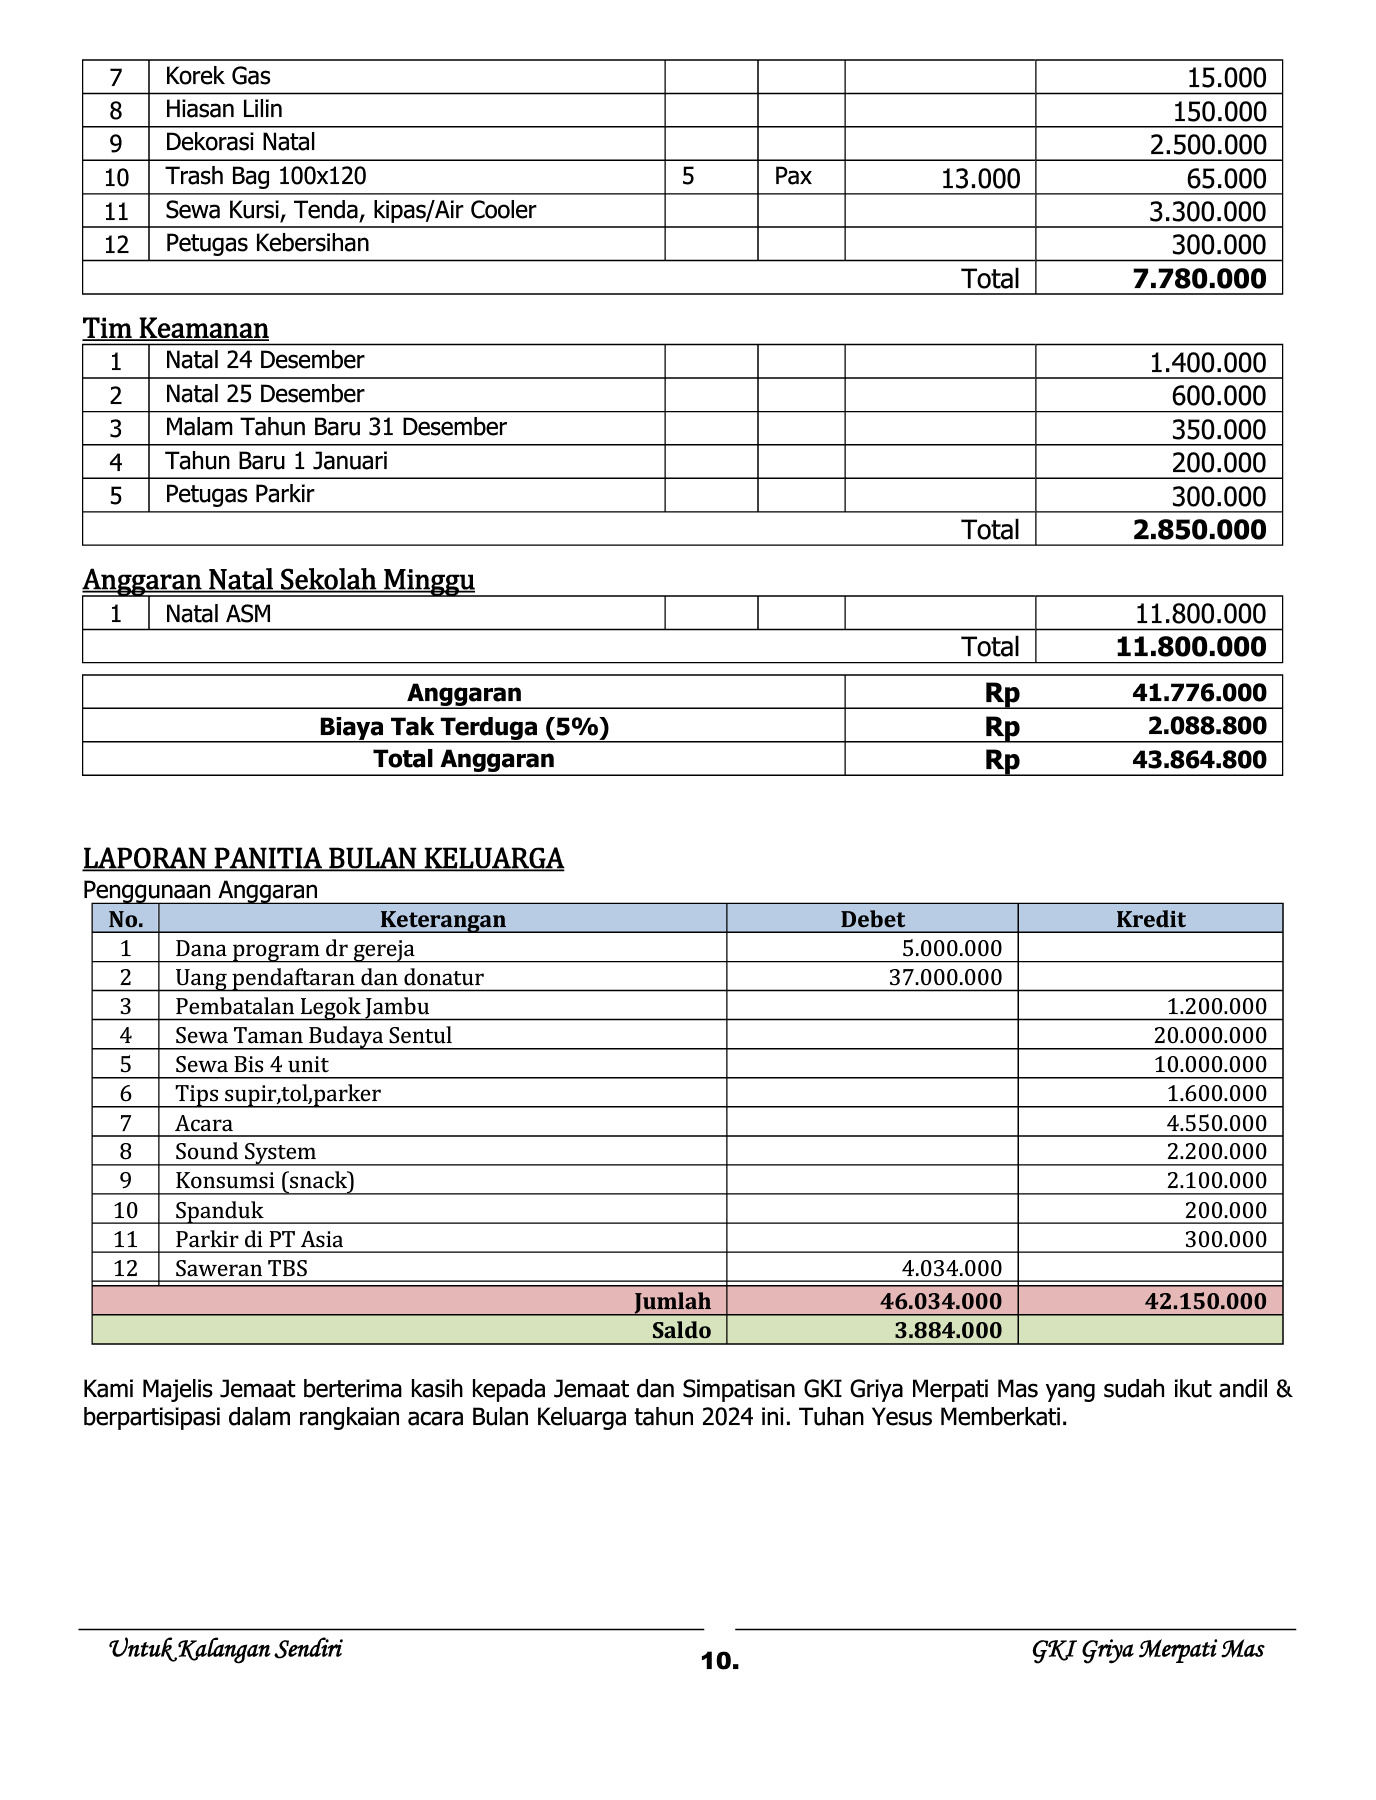 7 Korek Gas 15.000
8 Hiasan Lilin 150.000
9 Dekorasi Natal 2.500.000
10 Trash Bag 100x120 5 Pax 13.000 65.000
11 Sewa Kursi, Tenda, kipas/Air Cooler 3.300.000
12 Petugas Kebersihan 300.000
Total 7.780.000
Tim Keamanan
1 Natal 24 Desember 1.400.000
2 Natal 25 Desember 600.000
3 Malam Tahun Baru 31 Desember 350.000
4 Tahun Baru 1 Januari 200.000
5 Petugas Parkir 300.000
Total 2.850.000
Anggaran Natal Sekolah Minggu
1 Natal ASM 11.800.000
Total 11.800.000
Anggaran Rp 41.776.000
Biaya Tak Terduga (5%) Rp 2.088.800
Total Anggaran Rp 43.864.800
LAPORAN PANITIA BULAN KELUARGA
Penggunaan Anggaran
No. Keterangan Debet Kredit
1 Dana program dr gereja 5.000.000
2 Uang pendaftaran dan donatur 37.000.000
3 Pembatalan Legok Jambu 1.200.000
4 Sewa Taman Budaya Sentul 20.000.000
5 Sewa Bis 4 unit 10.000.000
6 Tips supir,tol,parker 1.600.000
7 Acara 4.550.000
8 Sound System 2.200.000
9 Konsumsi (snack) 2.100.000
10 Spanduk 200.000
11 Parkir di PT Asia 300.000
12 Saweran TBS 4.034.000
Jumlah 46.034.000 42.150.000
Saldo 3.884.000
Kami Majelis Jemaat berterima kasih kepada Jemaat dan Simpatisan GKI Griya Merpati Mas yang sudah ikut andil &
berpartisipasi dalam rangkaian acara Bulan Keluarga tahun 2024 ini. Tuhan Yesus Memberkati.
Untuk Kalangan Sendiri 10. GKI Griya Merpati Mas